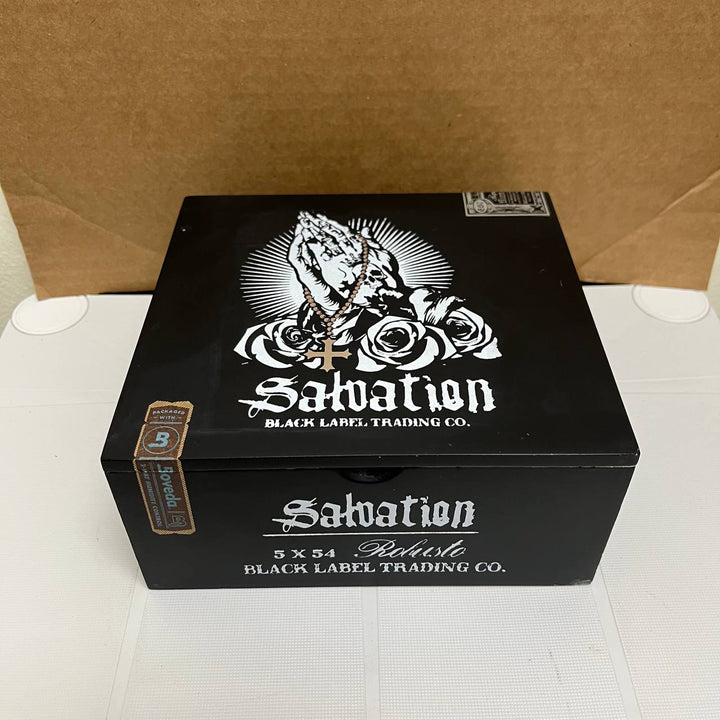 Salvation
BLACK LABEL TRADING CO.
PACKAGED
WITH
B
Boveda
Salvation
5 X 54 Robusto
BLACK LABEL TRADING CO.